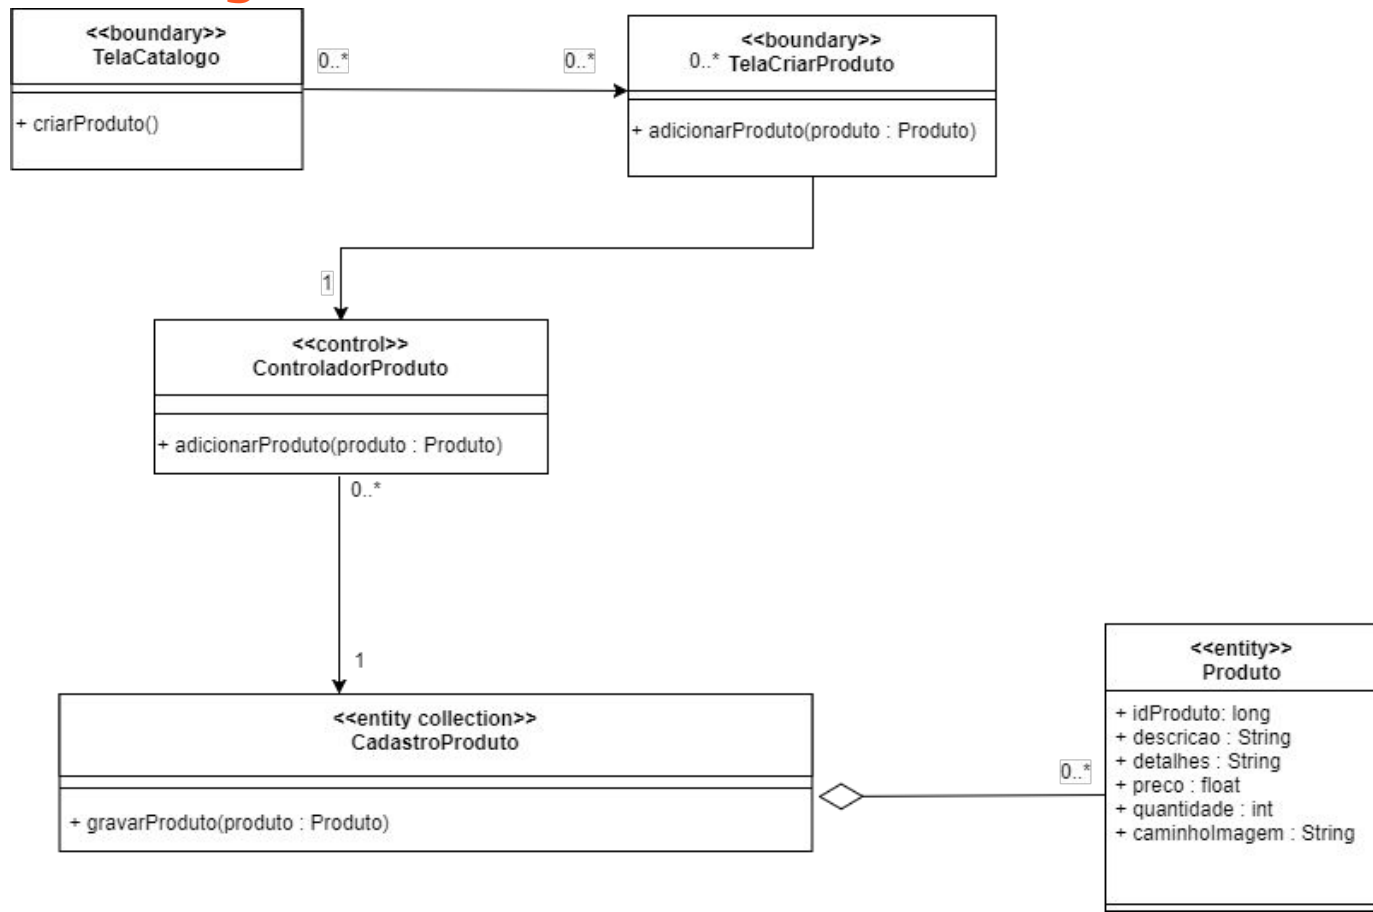 <<boundary>>
TelaCatalogo
+ criarProduto()
0..*
0..*
<<boundary>>
0..* TelaCriarProduto
+ adicionarProduto(produto : Produto)
1
<<control>>
ControladorProduto
+ adicionarProduto(produto : Produto)
0..*
1
<<entity collection>>
CadastroProduto
+ gravarProduto(produto : Produto)
0..*
<<entity>>
Produto
+ idProduto: long
+ descricao : String
+ detalhes : String
+ preco : float
+ quantidade : int
+ caminhoImagem : String